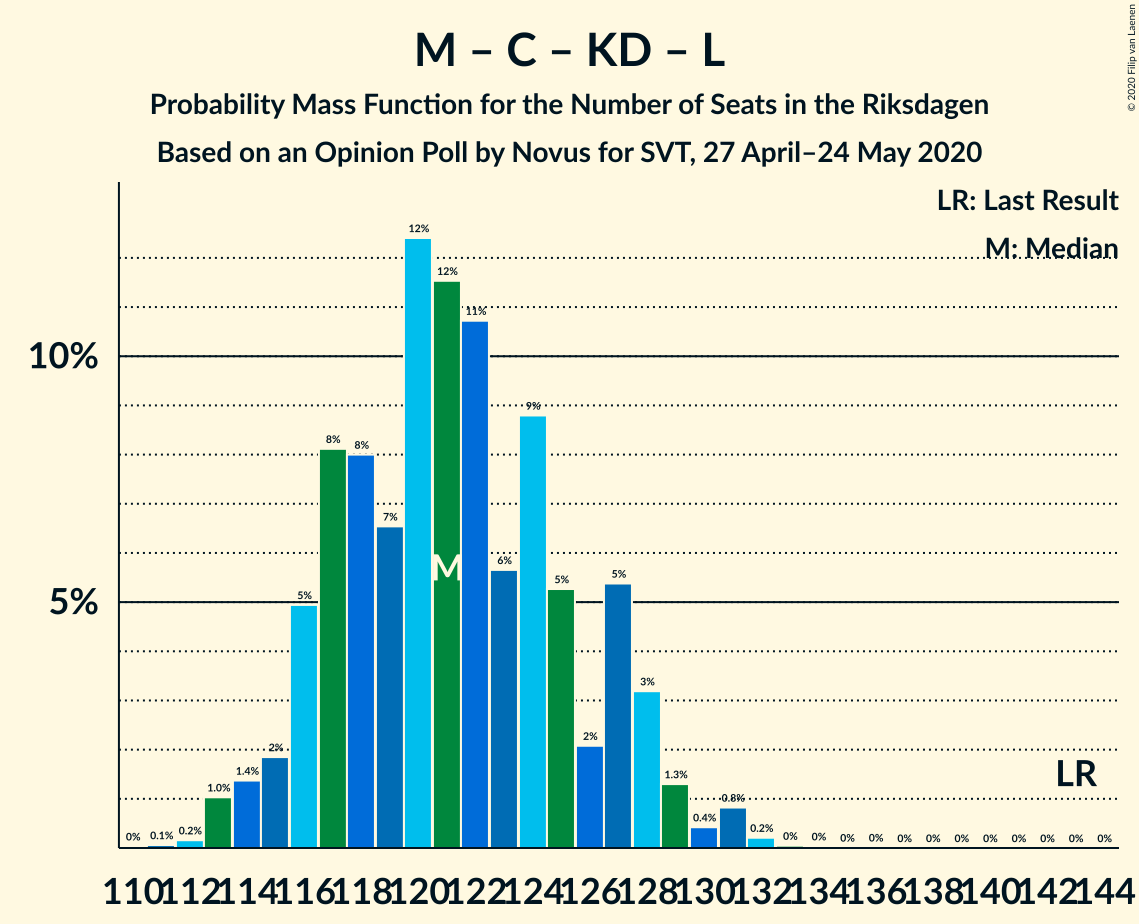 M – C – KD – L
Probability Mass Function for the Number of Seats in the Riksdagen
Based on an Opinion Poll by Novus for SVT, 27 April–24 May 2020
© 2020 Filip van Laenen
LR: Last Result
M: Median
12%
12%
11%
10%
9%
8%
8%
7%
6%
M
5%
5%
5%
5%
3%
2%
2%
LR
1.4%
1.3%
1.0%
0.8%
0.4%
0.2%
0.2%
0% 0.1% 0% 0% 0% 0% 0% 0% 0% 0% 0% 0% 0% 0%
110 112 114 116 118 120 122 124 126 128 130 132 134 136 138 140 142 144